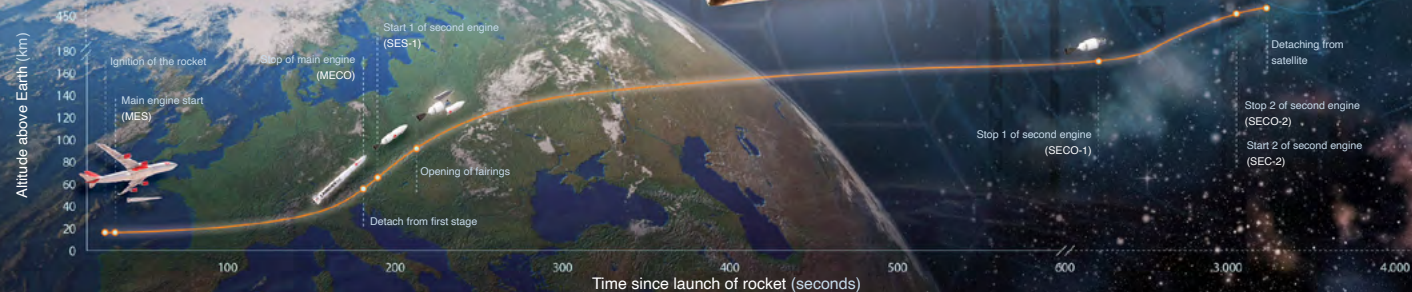 Altitude above Earth (km)
450
180
160
140
120
100
80
60
40
20
0
Ignition of the rocket
Main engine start
(MES)
Stop of main engine
(MECO)
Start 1 of second engine
(SES-1)
Detach from first stage
Opening of fairings
Stop 1 of second engine
(SECO-1)
Detaching from
satellite
Stop 2 of second engine
(SECO-2)
Start 2 of second engine
(SEC-2)
100
200
300
400
500
600
3.000
4.000
Time since launch of rocket (seconds)